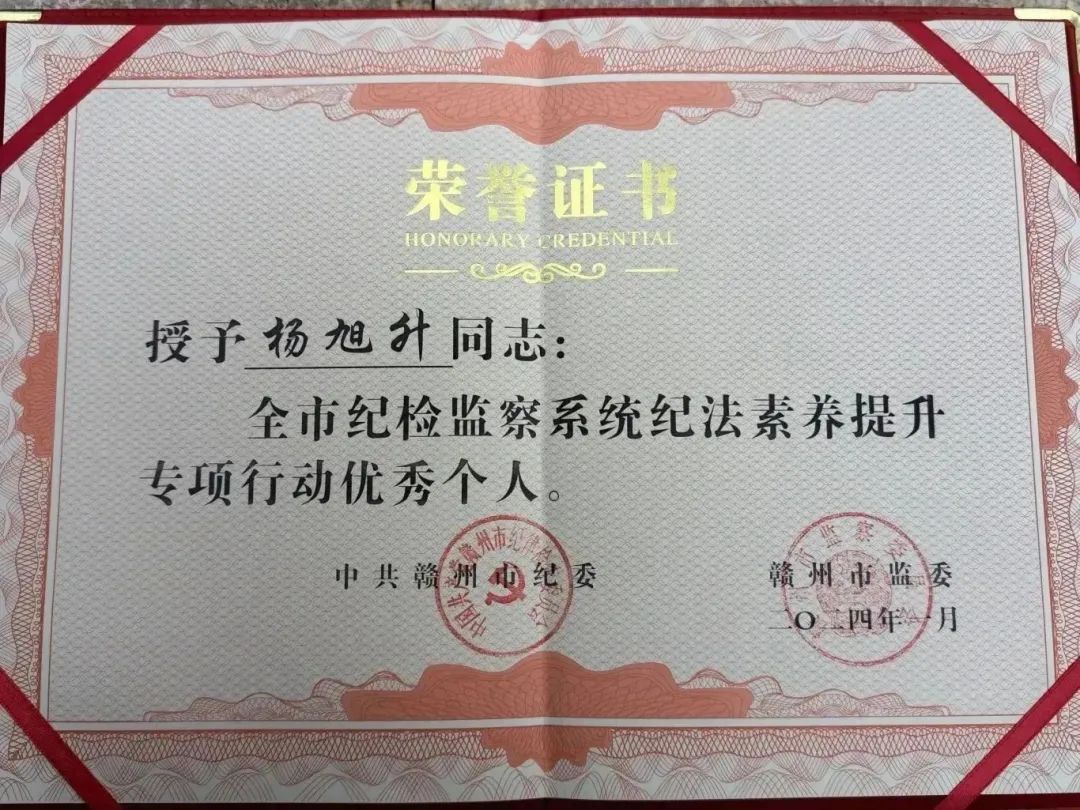 荣誉证书
HONORARY CREDENTIAL
授予杨旭升同志：
全市纪检监察系统纪法素养提升
专项行动优秀个人。
中共赣州市纪委
赣州市监委
二〇二四年一月